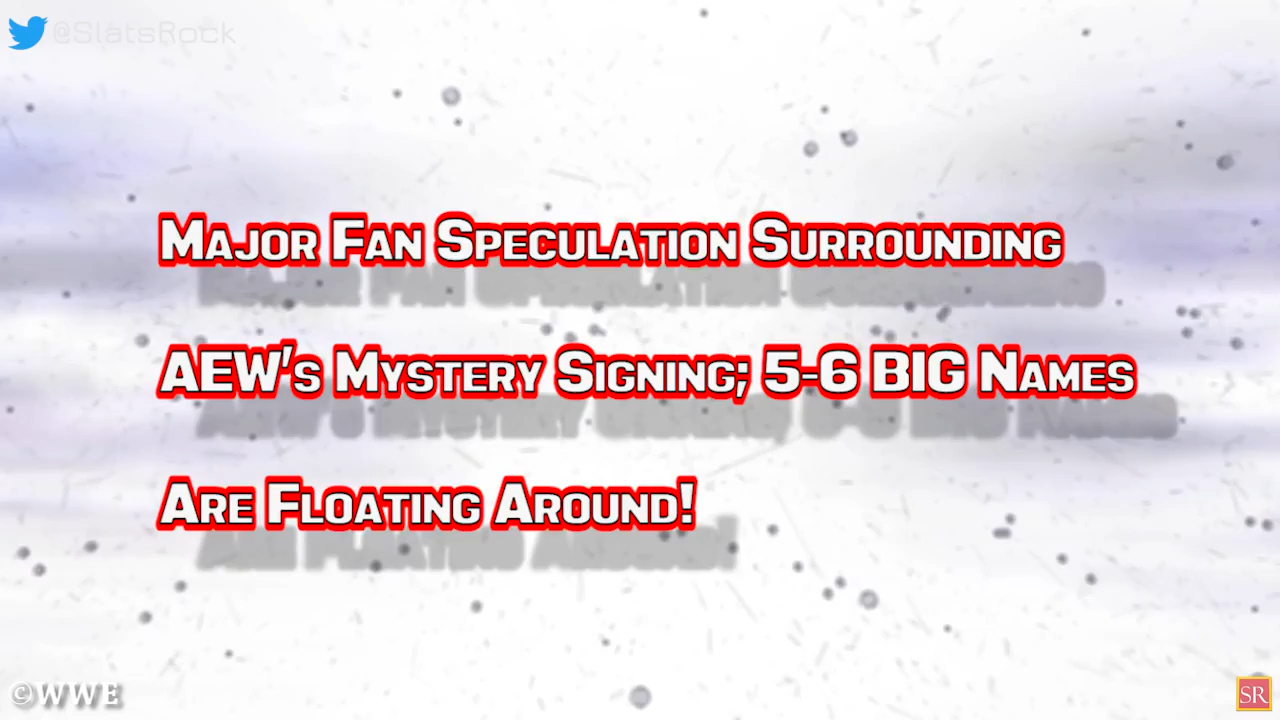 @SlatsRock
Major Fan Speculation Surrounding
AEW's Mystery Signing; 5-6 BIG Names
Are Floating Around!
©WWE
SR